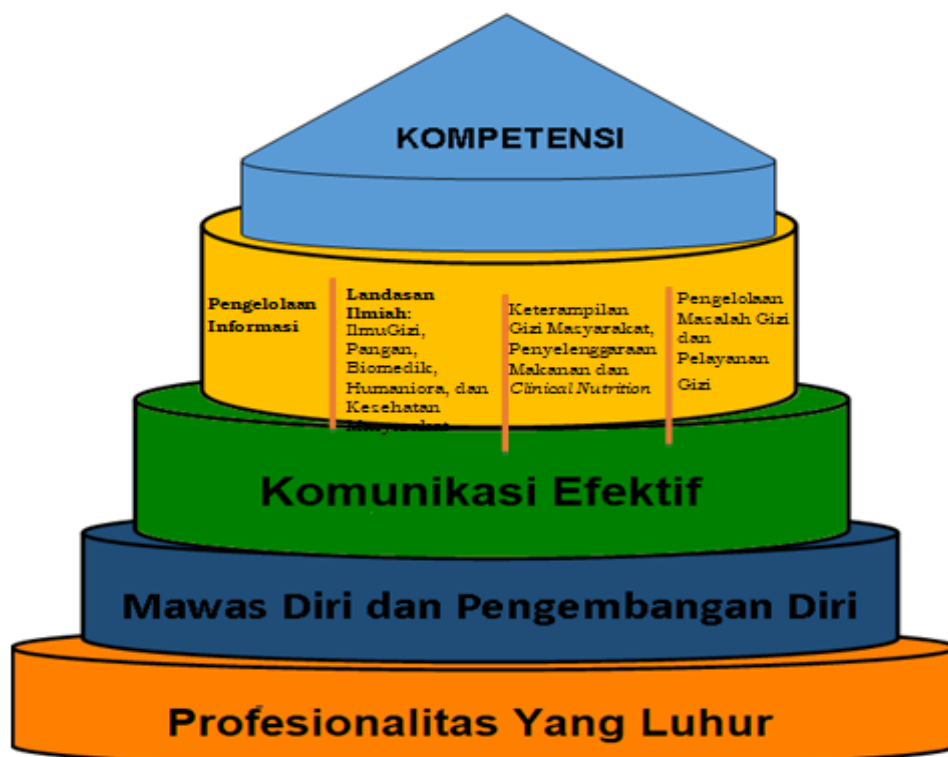 KOMPETENSI
Pengelolaan
Informasi
Landasan
Ilmiah:
IlmuGizi,
Pangan,
Biomedik,
Humaniora, dan
Kesehatan
Masyarakat
Keterampilan
Gizi Masyarakat,
Penyelenggaraan
Makanan dan
Clinical Nutrition
Pengelolaan
Masalah Gizi
dan
Pelayanan
Gizi
Komunikasi Efektif
Mawas Diri dan Pengembangan Diri
Profesionalitas Yang Luhur